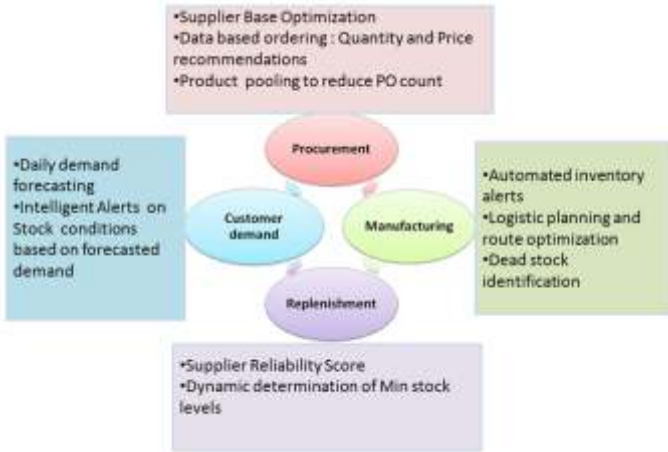 •Supplier Base Optimization
•Data based ordering : Quantity and Price
recommendations
•Product pooling to reduce PO count
Procurement
•Daily demand
forecasting
•Intelligent Alerts on
Stock conditions
based on forecasted
demand
Customer
demand
Manufacturing
•Automated inventory
alerts
•Logistic planning and
route optimization
•Dead stock
identification
Replenishment
•Supplier Reliability Score
•Dynamic determination of Min stock
levels